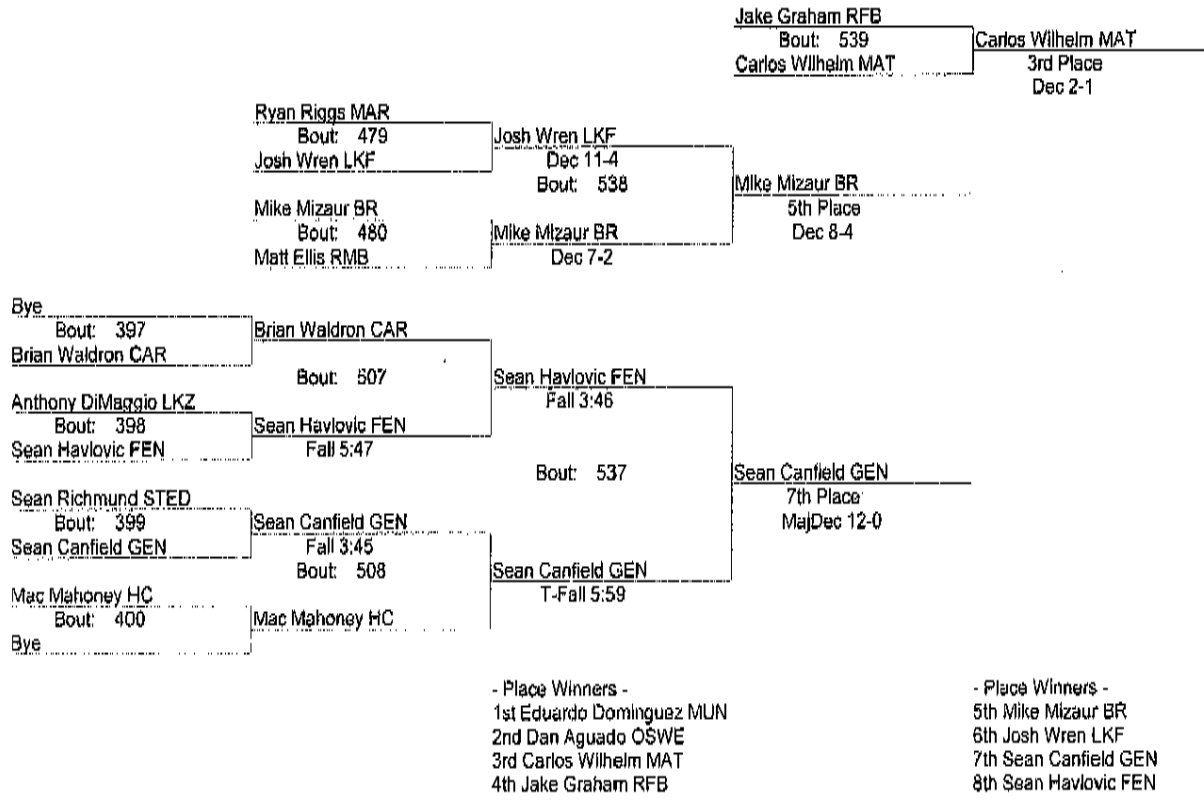 Jake Graham RFB
Bout: 539
Carlos Wilhelm MAT
Carlos Wilhelm MAT
3rd Place
Dec 2-1
Ryan Riggs MAR
Bout: 479
Josh Wren LKF
Josh Wren LKF
Dec 11-4
Bout: 538
Mike Mizaur BR
Bout: 480
Matt Ellis RMB
Mike Mizaur BR
Dec 7-2
Mike Mizaur BR
5th Place
Dec 8-4
Bye
Bout: 397
Brian Waldron CAR
Brian Waldron CAR
Bout: 507
Anthony DiMaggio LKZ
Bout: 398
Sean Havlovic FEN
Sean Havlovic FEN
Fall 5:47
Sean Havlovic FEN
Fall 3:46
Bout: 537
Sean Richmund STED
Bout: 399
Sean Canfield GEN
Sean Canfield GEN
Fall 3:45
Bout: 508
Mac Mahoney HC
Bout: 400
Bye
Mac Mahoney HC
Sean Canfield GEN
T-Fall 5:59
Sean Canfield GEN
7th Place
MajDec 12-0
- Place Winners -
1st Eduardo Dominguez MUN
2nd Dan Aguado OSWE
3rd Carlos Wilhelm MAT
4th Jake Graham RFB
- Place Winners -
5th Mike Mizaur BR
6th Josh Wren LKF
7th Sean Canfield GEN
8th Sean Havlovic FEN